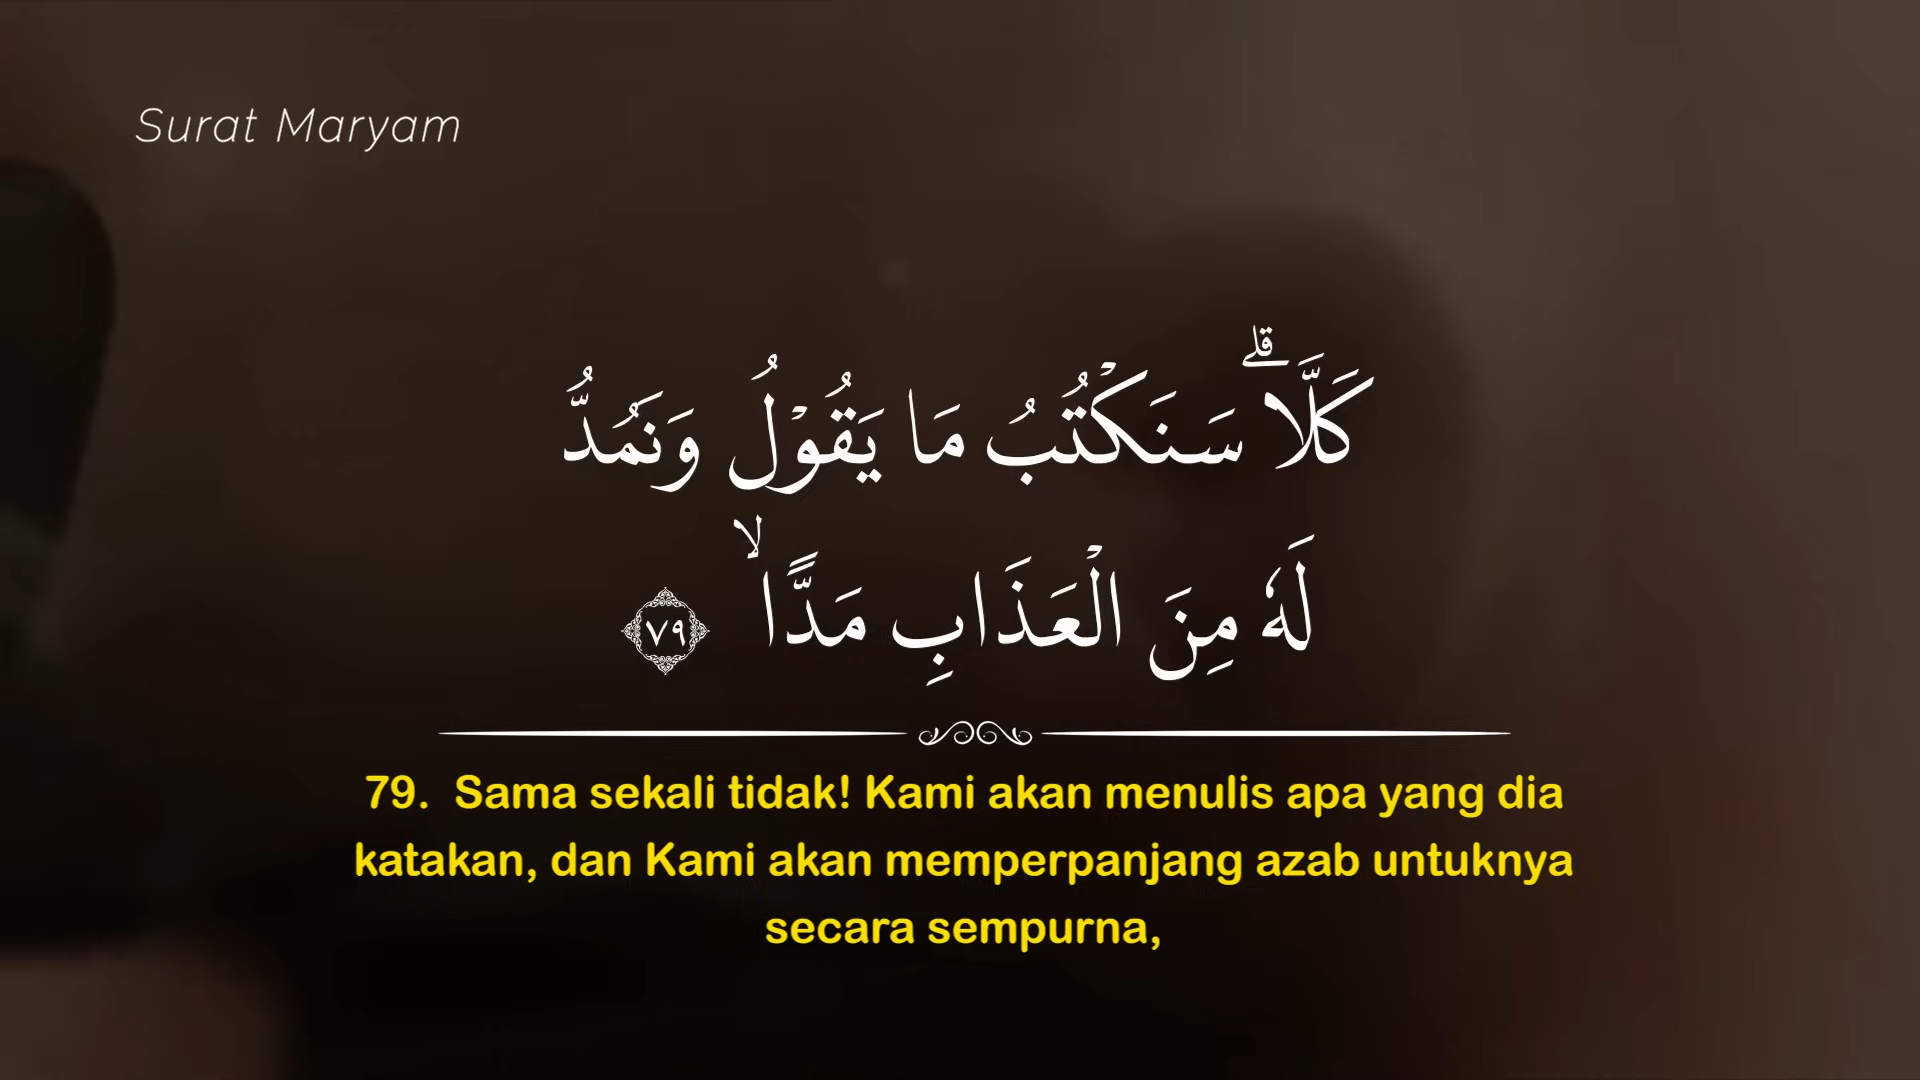 Surat Maryam
كَلَّاۗ سَنَكْتُبُ مَا يَقُوْلُ وَنَمُدُّ
لَهٗ مِنَ الْعَذَابِ مَدًّاۙ ٧٩
79. Sama sekali tidak! Kami akan menulis apa yang dia
katakan, dan Kami akan memperpanjang azab untuknya
secara sempurna,